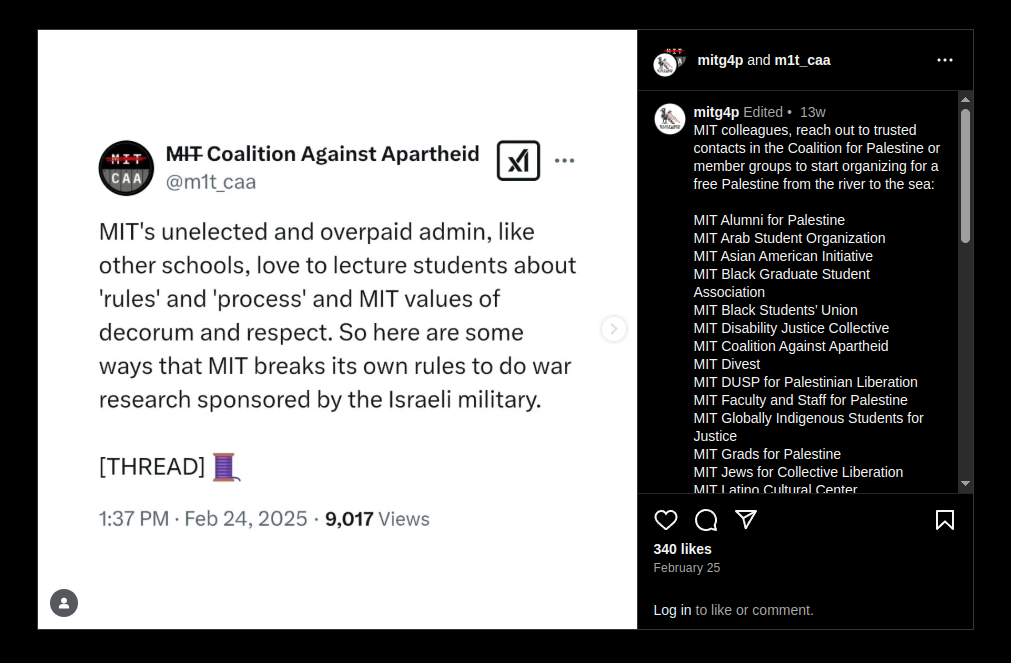 MIT
CAA
MIT Coalition Against Apartheid
@m1t_caa
MIT's unelected and overpaid admin, like
other schools, love to lecture students about
'rules' and 'process' and MIT values of
decorum and respect. So here are some
ways that MIT breaks its own rules to do war
research sponsored by the Israeli military.
[THREAD] 🧵
1:37 PM · Feb 24, 2025 · 9,017 Views
mitg4p and m1t_caa
mitg4p Edited • 13w
MIT colleagues, reach out to trusted
contacts in the Coalition for Palestine or
member groups to start organizing for a
free Palestine from the river to the sea:
MIT Alumni for Palestine
MIT Arab Student Organization
MIT Asian American Initiative
MIT Black Graduate Student
Association
MIT Black Students’ Union
MIT Disability Justice Collective
MIT Coalition Against Apartheid
MIT Divest
MIT DUSP for Palestinian Liberation
MIT Faculty and Staff for Palestine
MIT Globally Indigenous Students for
Justice
MIT Grads for Palestine
MIT Jews for Collective Liberation
MIT Latino Cultural Center
340 likes
February 25
Log in to like or comment.